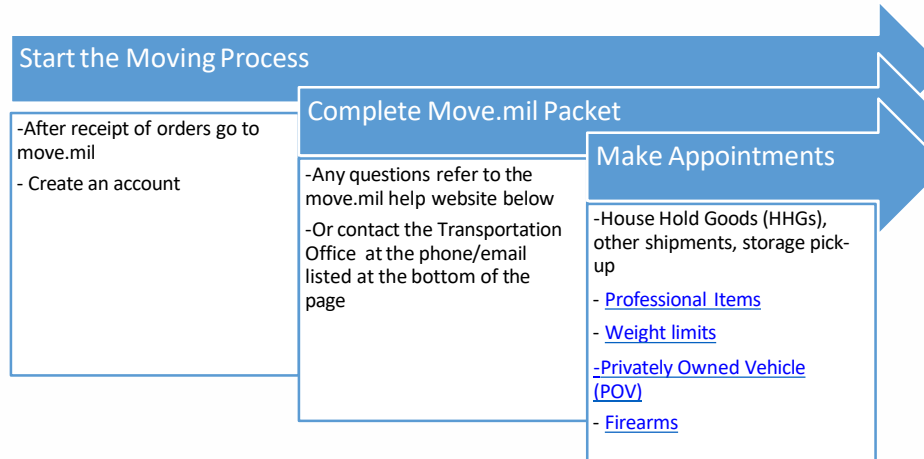 Start the Moving Process
-After receipt of orders go to
move.mil
- Create an account
Complete Move.mil Packet
-Any questions refer to the
move.mil help website below
-Or contact the Transportation
Office at the phone/email
listed at the bottom of the
page
Make Appointments
-House Hold Goods (HHGs),
other shipments, storage pick-
up
- Professional Items
- Weight limits
-Privately Owned Vehicle
(POV)
- Firearms